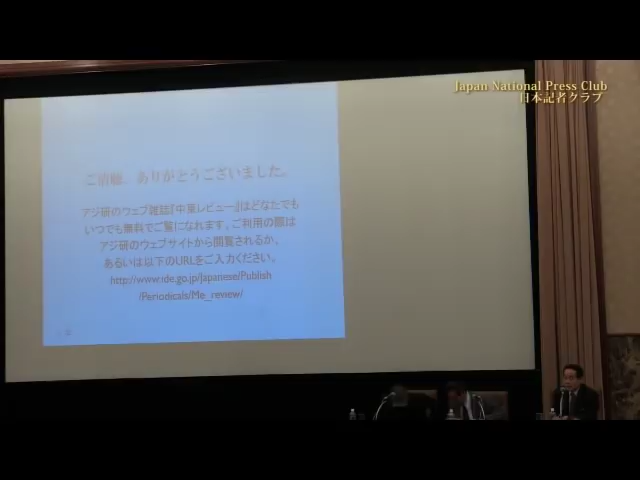 Japan National Press Club
日本記者クラブ
ご清聴、ありがとうございました。
アジ研のウェブ雑誌『中東レビュー』はどなたでも
いつでも無料でご覧になれます。ご利用の際は
アジ研のウェブサイトから閲覧されるか、
あるいは以下のURLをご入力ください。
http://www.ide.go.jp/Japanese/Publish
/Periodicals/Me_review/